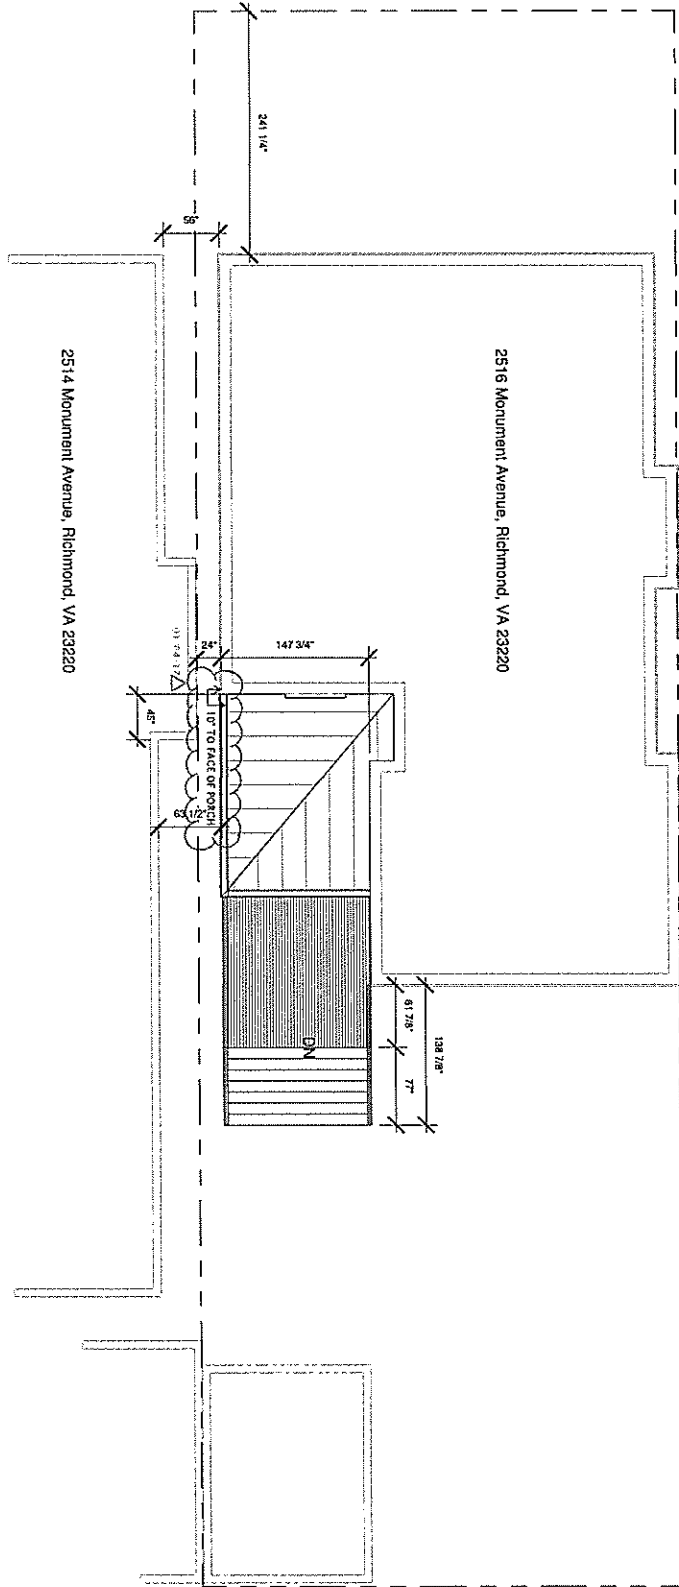 241 1/4"
56"
2514 Monument Avenue, Richmond, VA 23220
2516 Monument Avenue, Richmond, VA 23220
24"
147 3/4"
45"
10" TO FACE OF PORCH
63 1/2"
DN
61 7/8"
138 7/8"
77"